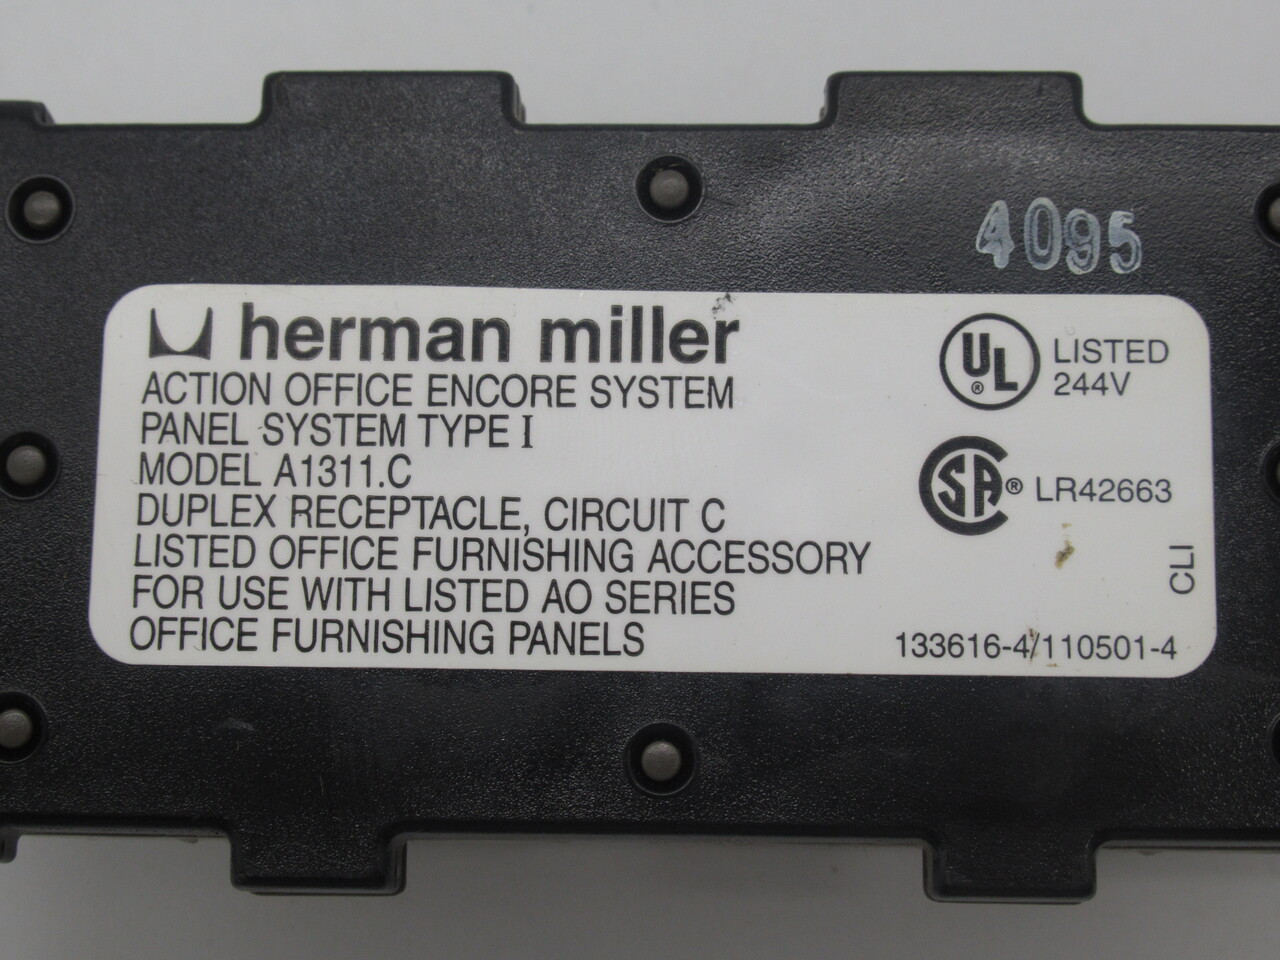 4095
herman miller
ACTION OFFICE ENCORE SYSTEM
PANEL SYSTEM TYPE I
MODEL A1311.C
DUPLEX RECEPTACLE, CIRCUIT C
LISTED OFFICE FURNISHING ACCESSORY
FOR USE WITH LISTED AO SERIES
OFFICE FURNISHING PANELS
UL ® LISTED
244V
CSA ® LR42663
CLI
133616-4/110501-4